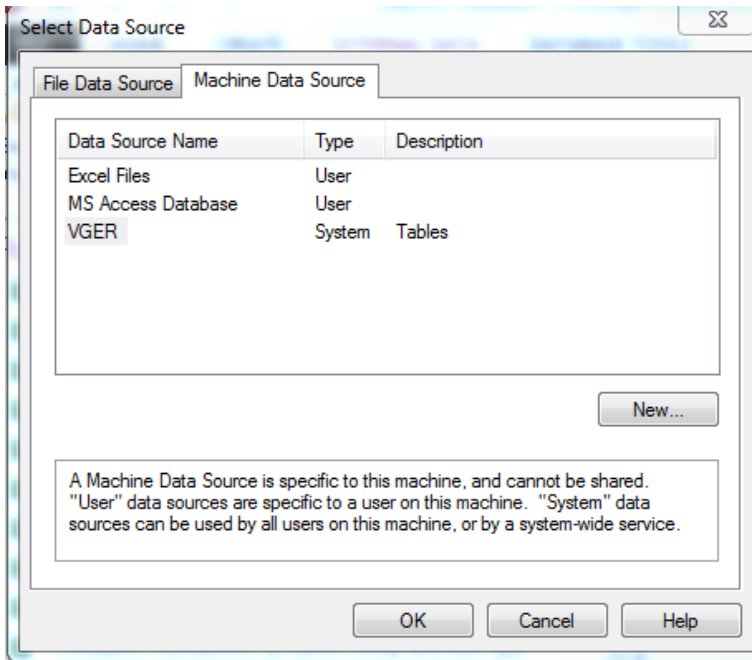 Select Data Source
File Data Source Machine Data Source
Data Source Name Type Description
Excel Files User
MS Access Database User
VGER System Tables
New...
A Machine Data Source is specific to this machine, and cannot be shared.
"User" data sources are specific to a user on this machine. "System" data
sources can be used by all users on this machine, or by a system-wide service.
OK Cancel Help